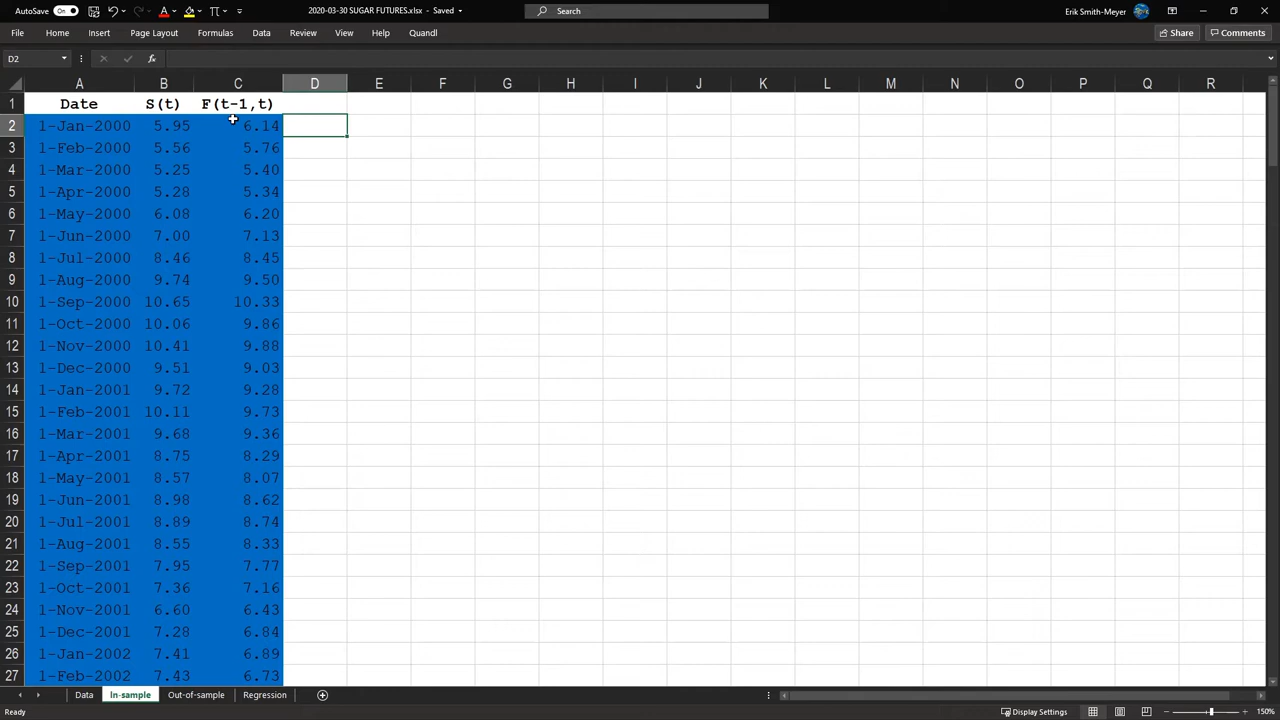 AutoSave On 2020-03-30 SUGAR FUTURES.xlsx - Saved Search Erik Smith-Meyer
File Home Insert Page Layout Formulas Data Review View Help Quandl Share Comments
D2 fx
A B C D E F G H I J K L M N O P Q R
1 Date S(t) F(t-1,t)
2 1-Jan-2000 5.95 6.14
3 1-Feb-2000 5.56 5.76
4 1-Mar-2000 5.25 5.40
5 1-Apr-2000 5.28 5.34
6 1-May-2000 6.08 6.20
7 1-Jun-2000 7.00 7.13
8 1-Jul-2000 8.46 8.45
9 1-Aug-2000 9.74 9.50
10 1-Sep-2000 10.65 10.33
11 1-Oct-2000 10.06 9.86
12 1-Nov-2000 10.41 9.88
13 1-Dec-2000 9.51 9.03
14 1-Jan-2001 9.72 9.28
15 1-Feb-2001 10.11 9.73
16 1-Mar-2001 9.68 9.36
17 1-Apr-2001 8.75 8.29
18 1-May-2001 8.57 8.07
19 1-Jun-2001 8.98 8.62
20 1-Jul-2001 8.89 8.74
21 1-Aug-2001 8.55 8.33
22 1-Sep-2001 7.95 7.77
23 1-Oct-2001 7.36 7.16
24 1-Nov-2001 6.60 6.43
25 1-Dec-2001 7.28 6.84
26 1-Jan-2002 7.41 6.89
27 1-Feb-2002 7.43 6.73
Data In-sample Out-of-sample Regression
Ready Display Settings 150%